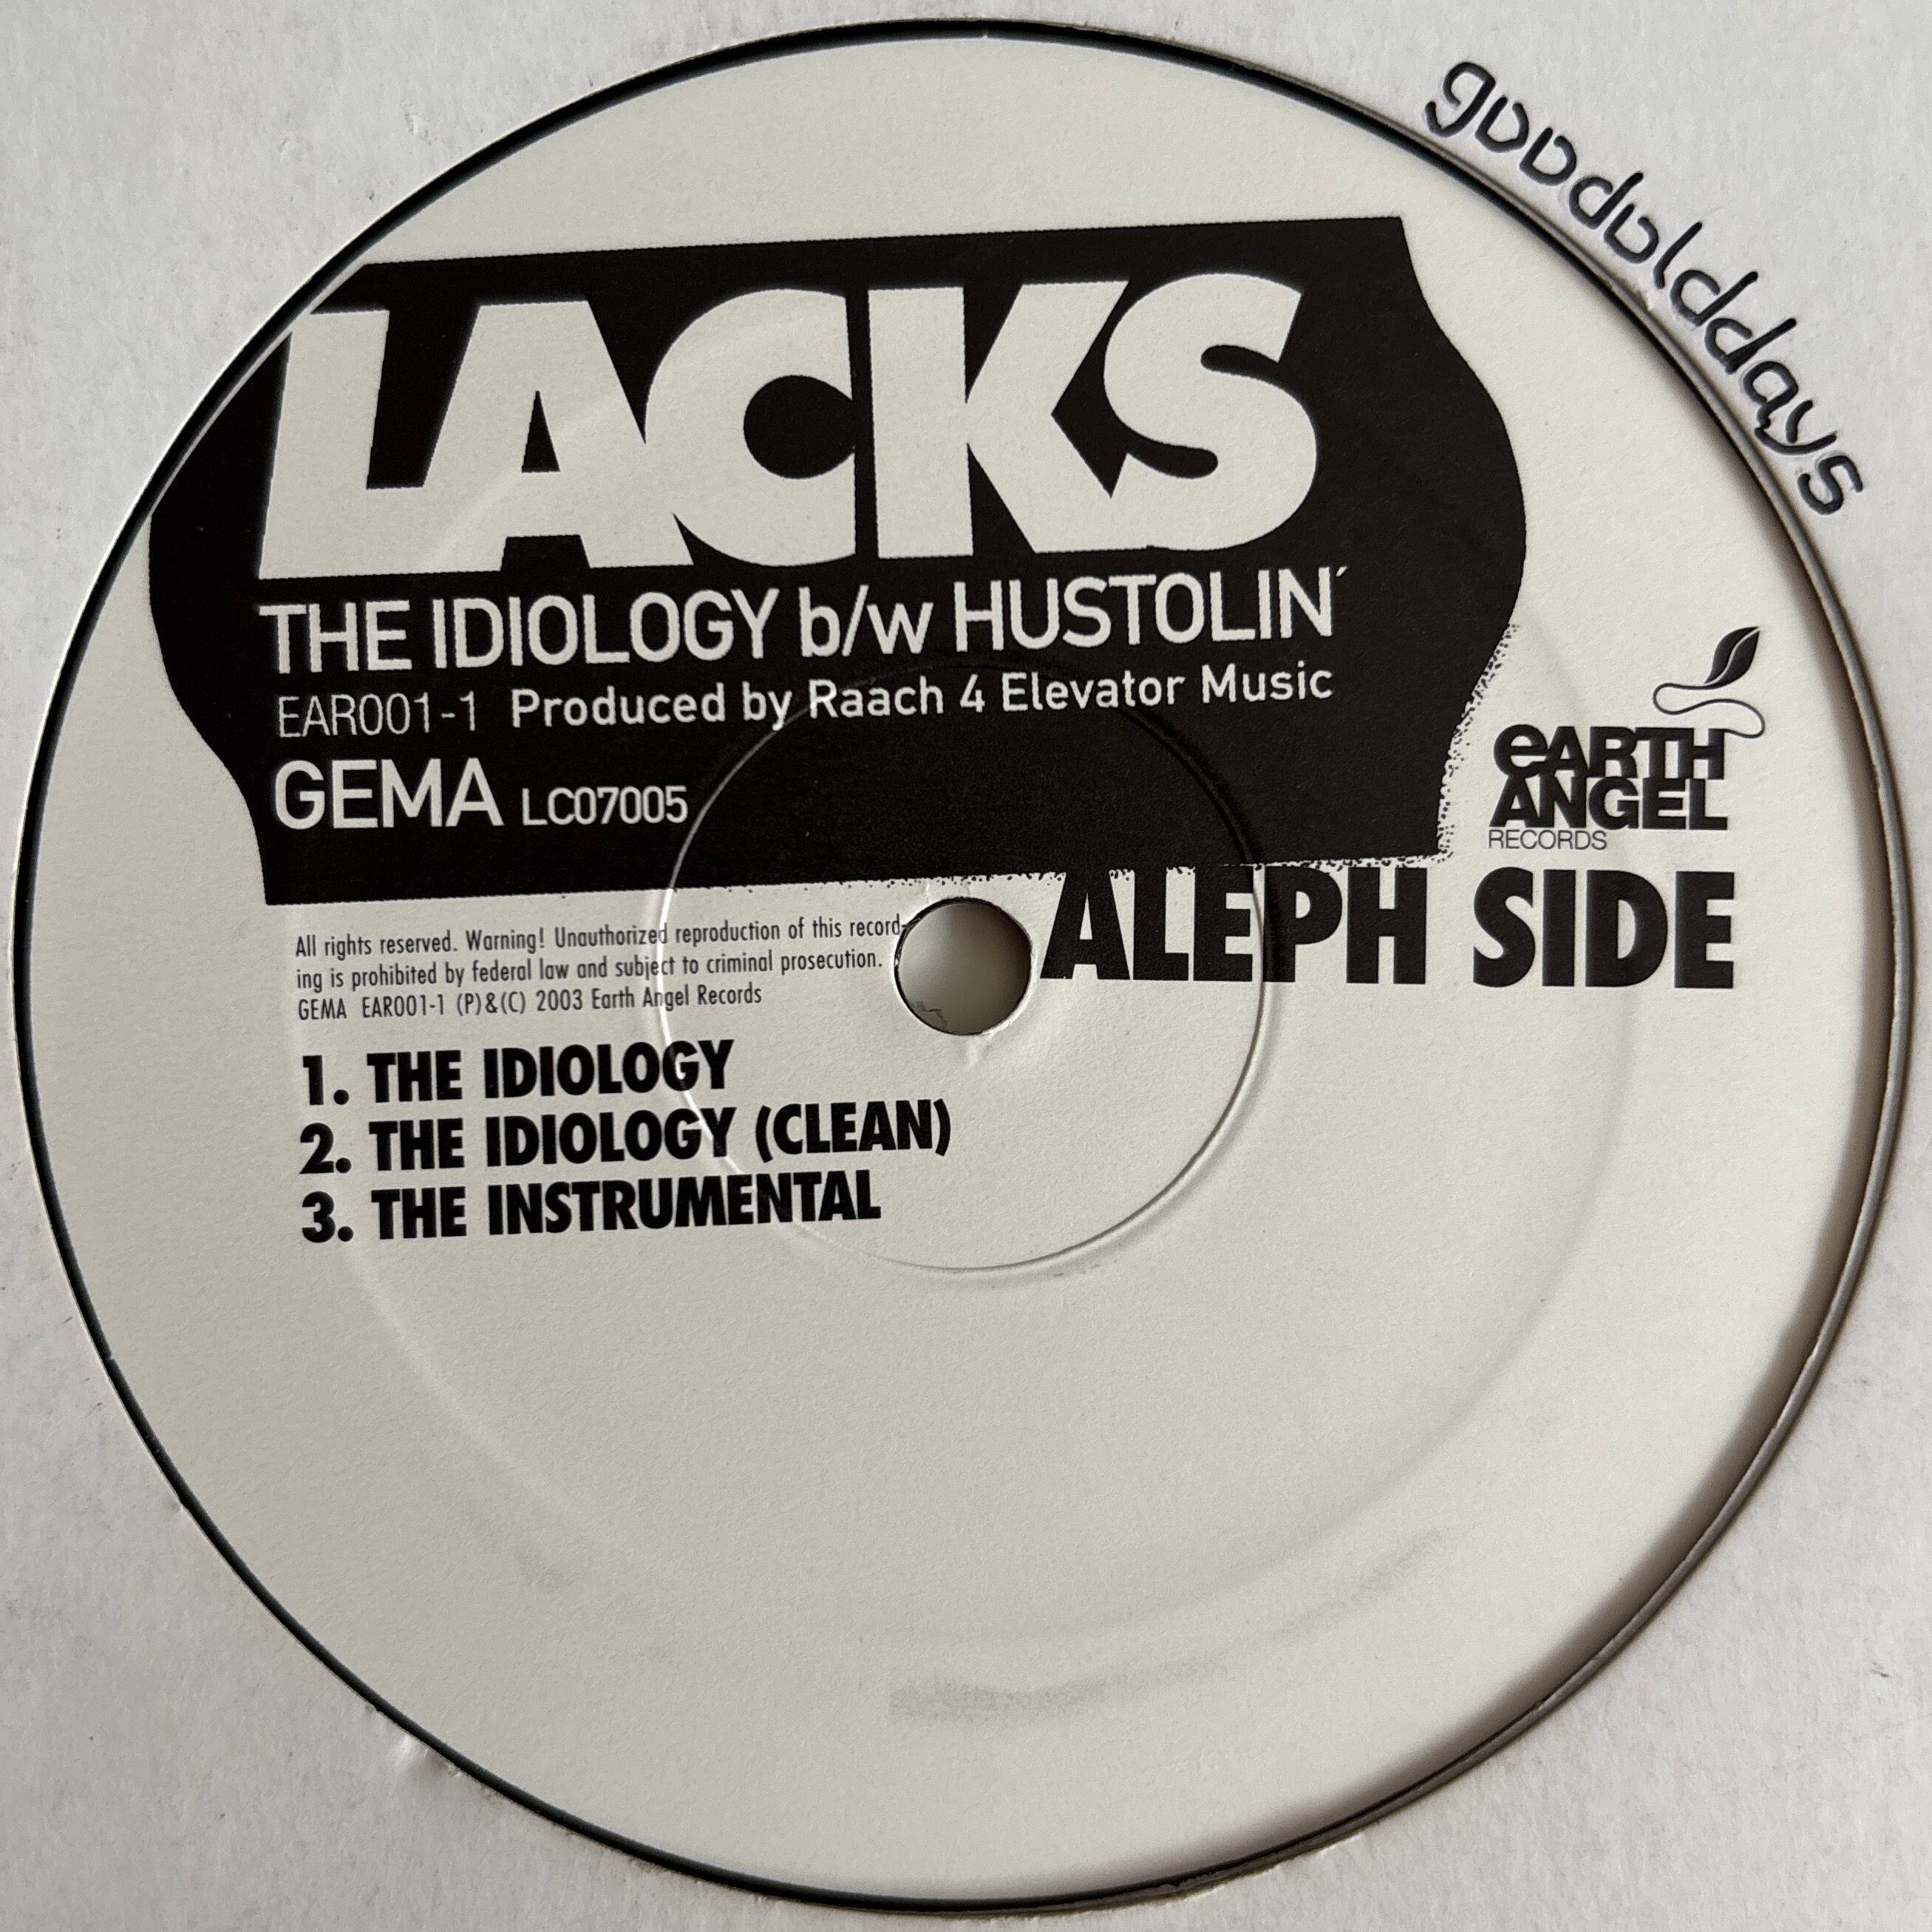 goodolddays
LACKS
THE IDIOLOGY b/w HUSTOLIN´
EAR001-1 Produced by Raach 4 Elevator Music
GEMA LC07005
eARTH
ANGEL
RECORDS
ALEPH SIDE
All rights reserved. Warning! Unauthorized reproduction of this record-
ing is prohibited by federal law and subject to criminal prosecution.
GEMA EAR001-1 (P)&(C) 2003 Earth Angel Records
1. THE IDIOLOGY
2. THE IDIOLOGY (CLEAN)
3. THE INSTRUMENTAL